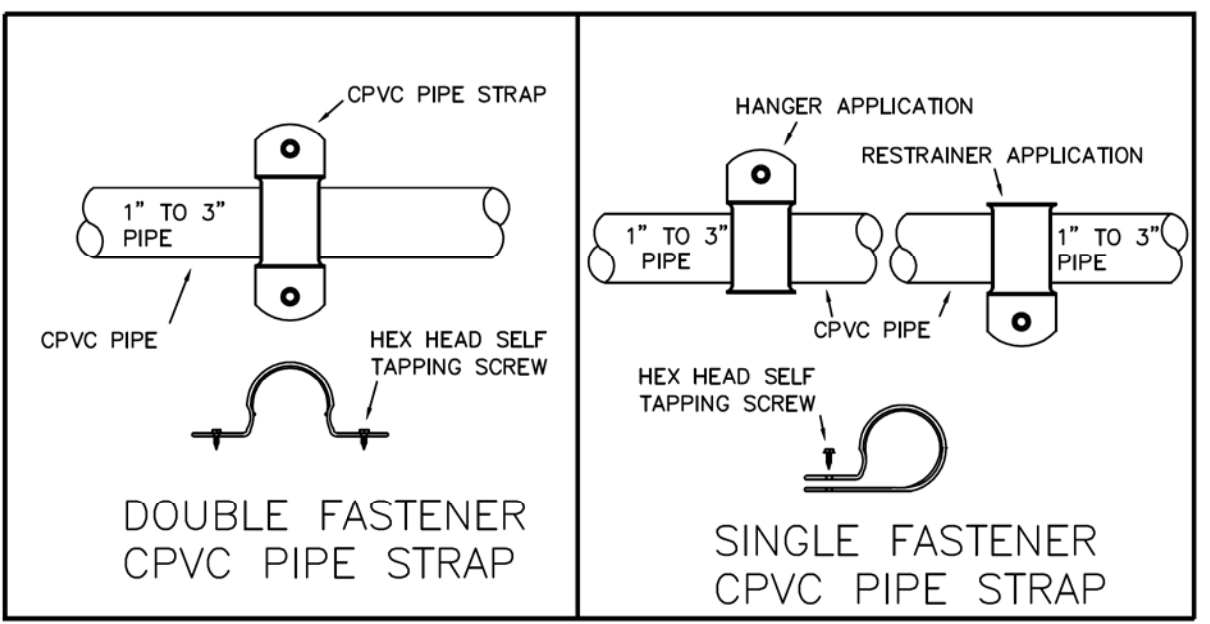 CPVC PIPE STRAP
1" TO 3"
PIPE
CPVC PIPE
HEX HEAD SELF
TAPPING SCREW
DOUBLE FASTENER
CPVC PIPE STRAP
HANGER APPLICATION
RESTRAINER APPLICATION
1" TO 3"
PIPE
1" TO 3"
PIPE
CPVC PIPE
HEX HEAD SELF
TAPPING SCREW
SINGLE FASTENER
CPVC PIPE STRAP